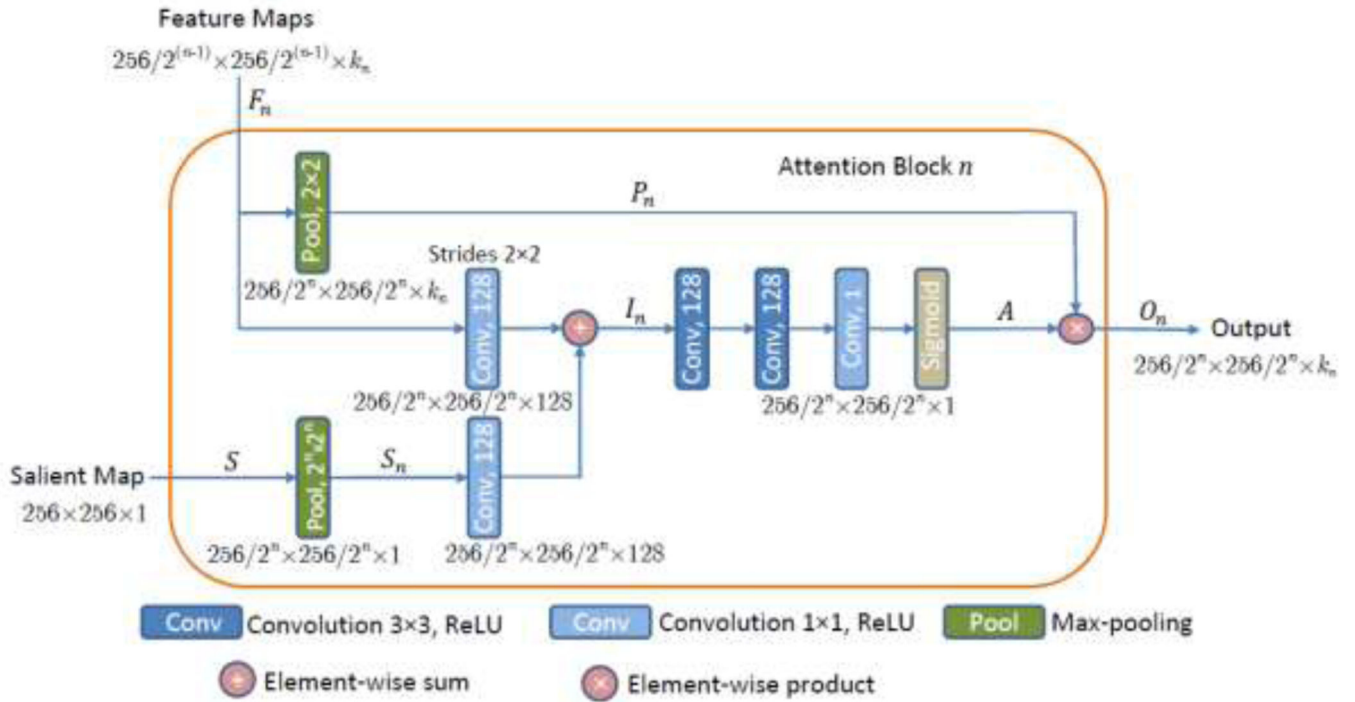 Feature Maps
256/2^(n-1)×256/2^(n-1)×k_n
F_n
Attention Block n
Pool, 2×2
P_n
Strides 2×2
256/2^n×256/2^n×k_n
Conv, 128
+
I_n
Conv, 128
Conv, 128
Conv, 1
Sigmoid
A
×
O_n
Output
256/2^n×256/2^n×k_n
256/2^n×256/2^n×128
256/2^n×256/2^n×1
Salient Map
256×256×1
S
Pool, 2^n×2^n
S_n
Conv, 128
256/2^n×256/2^n×1
256/2^n×256/2^n×128
Conv Convolution 3×3, ReLU
Conv Convolution 1×1, ReLU
Pool Max-pooling
+ Element-wise sum
× Element-wise product